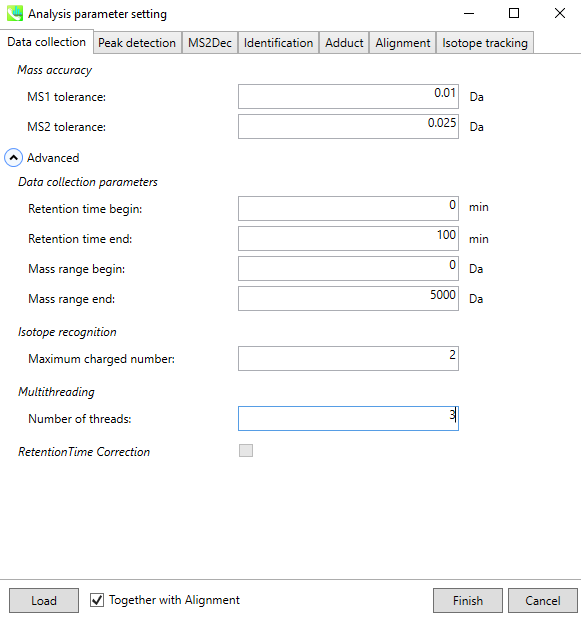 Analysis parameter setting
Data collection Peak detection MS2Dec Identification Adduct Alignment Isotope tracking
Mass accuracy
MS1 tolerance: 0.01 Da
MS2 tolerance: 0.025 Da
Advanced
Data collection parameters
Retention time begin: 0 min
Retention time end: 100 min
Mass range begin: 0 Da
Mass range end: 5000 Da
Isotope recognition
Maximum charged number: 2
Multithreading
Number of threads: 3
RetentionTime Correction
Load Together with Alignment Finish Cancel